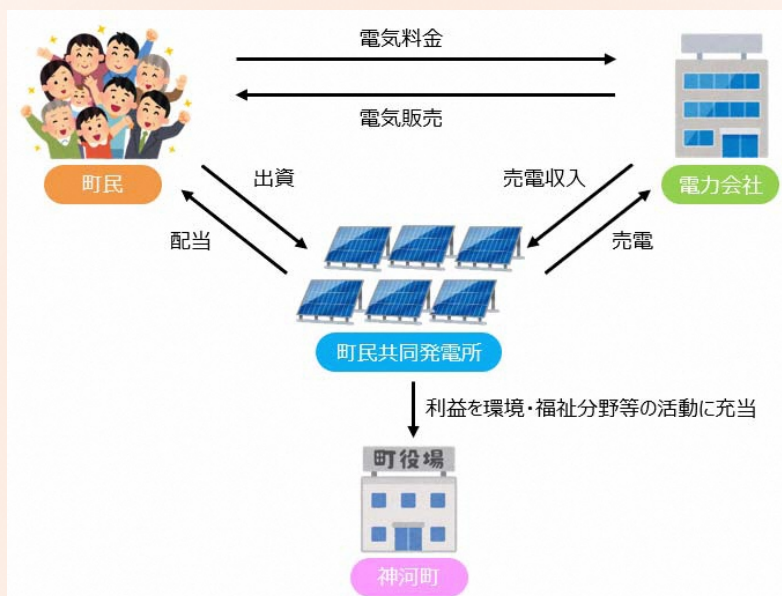 電気料金
電気販売
町民
電力会社
出資
売電収入
配当
売電
町民共同発電所
利益を環境・福祉分野等の活動に充当
町役場
神河町